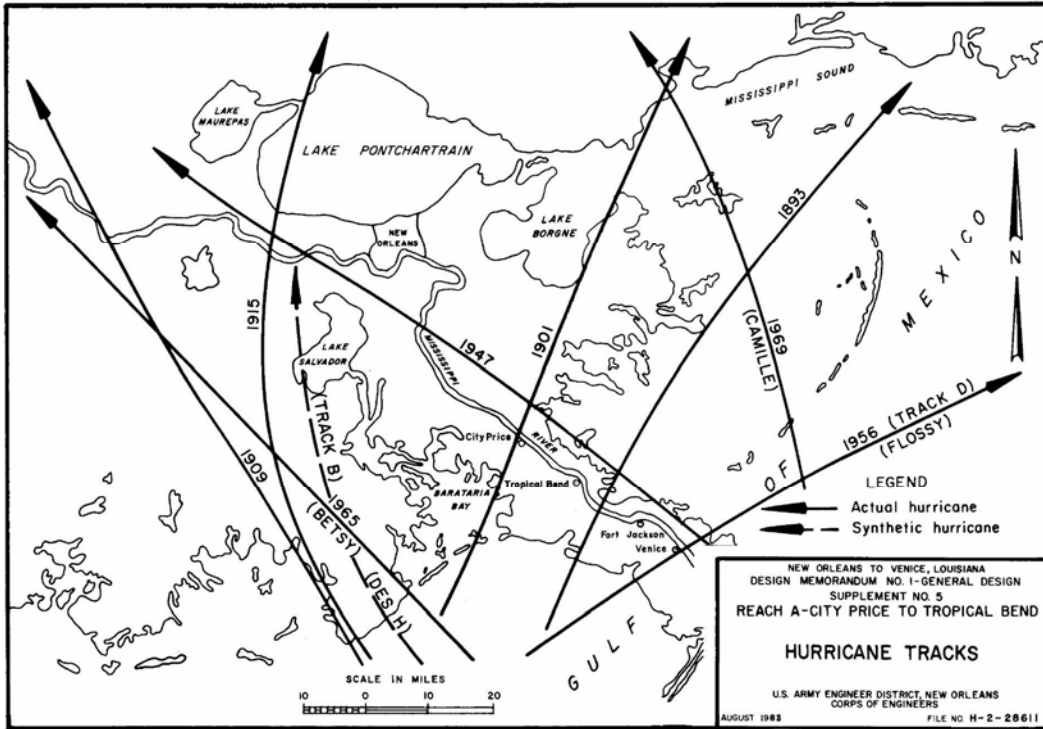 LAKE
MAUREPAS
LAKE PONTCHARTRAIN
MISSISSIPPI SOUND
NEW
ORLEANS
LAKE
BORGNE
1893
MEXICO
N
1915
LAKE
SALVADOR
MISSISSIPPI
1947
1901
1969
(CAMILLE)
(TRACK B)
City Price
RIVER
1956 (TRACK D)
(FLOSSY)
1909
1965
(BETSY)
(DES H)
BARATARIA
BAY
Tropical Bend
OF
Fort Jackson
Venice
GULF
LEGEND
Actual hurricane
Synthetic hurricane
SCALE IN MILES
10 0 10 20
NEW ORLEANS TO VENICE, LOUISIANA
DESIGN MEMORANDUM NO. 1-GENERAL DESIGN
SUPPLEMENT NO. 5
REACH A-CITY PRICE TO TROPICAL BEND
HURRICANE TRACKS
U.S. ARMY ENGINEER DISTRICT, NEW ORLEANS
CORPS OF ENGINEERS
AUGUST 1983 FILE NO. H-2-28611